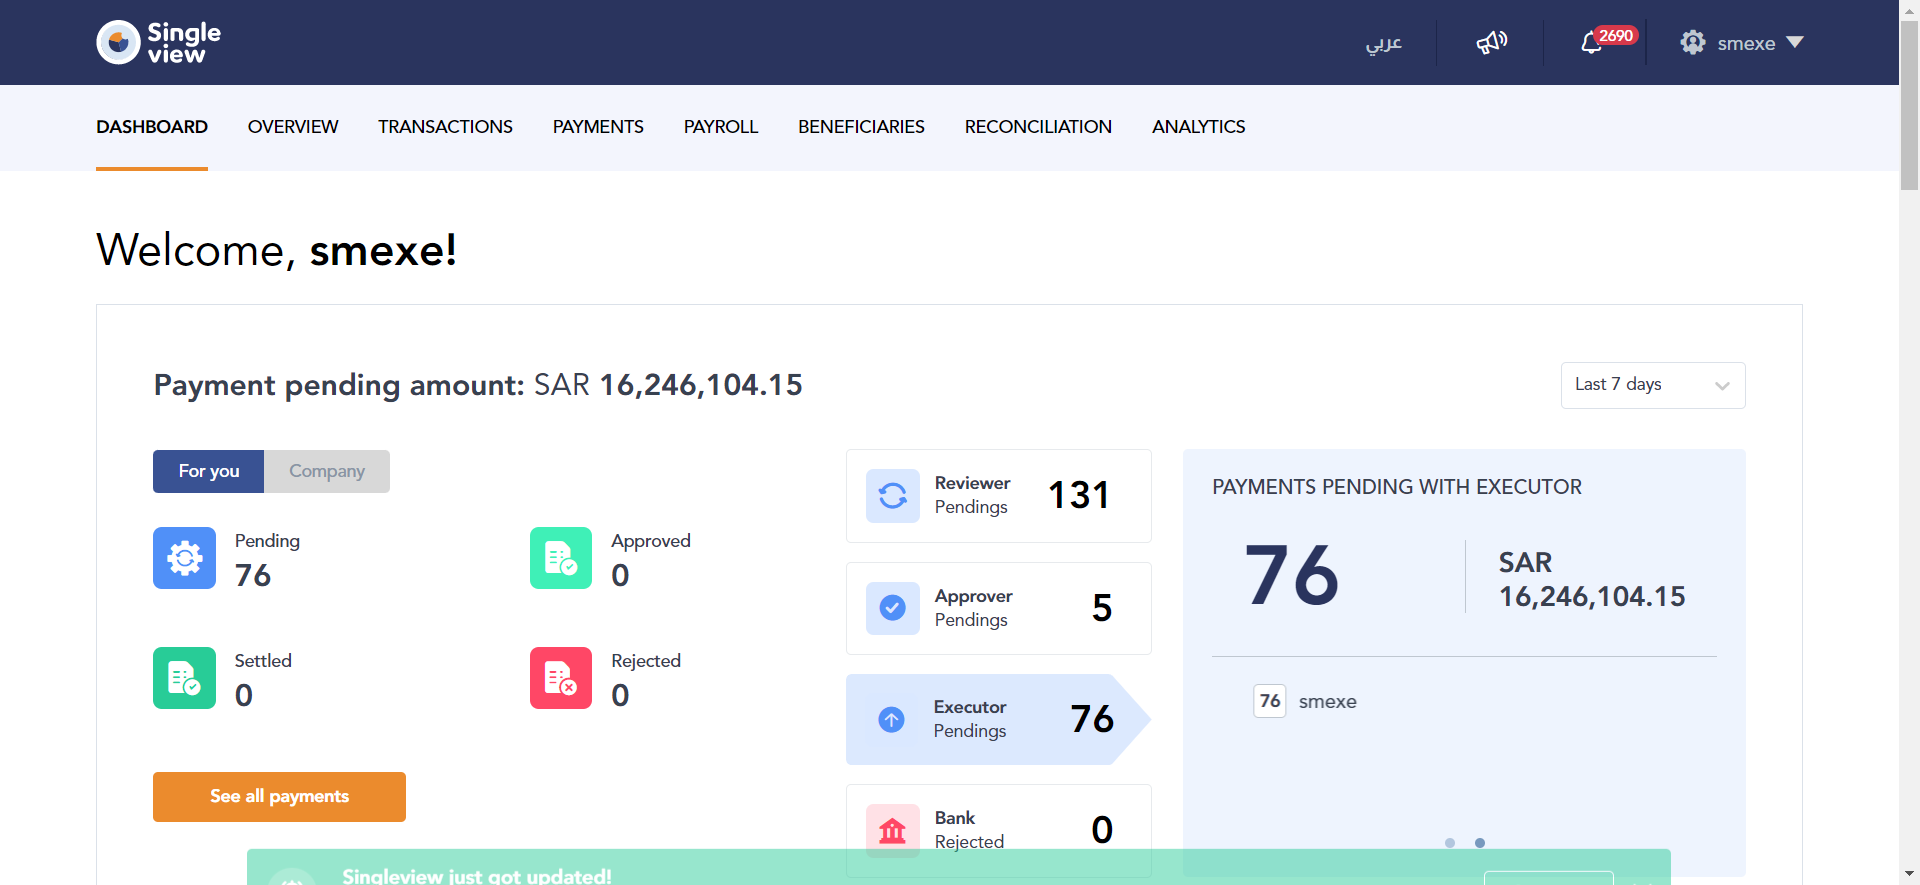 Single
view
عربي
2690
smexe
DASHBOARD OVERVIEW TRANSACTIONS PAYMENTS PAYROLL BENEFICIARIES RECONCILIATION ANALYTICS
Welcome, smexe!
Payment pending amount: SAR 16,246,104.15
Last 7 days
For you Company
Pending
76
Approved
0
Settled
0
Rejected
0
See all payments
Reviewer
Pendings
131
Approver
Pendings
5
Executor
Pendings
76
Bank
Rejected
0
PAYMENTS PENDING WITH EXECUTOR
76
SAR
16,246,104.15
76 smexe
Singleview just got updated!